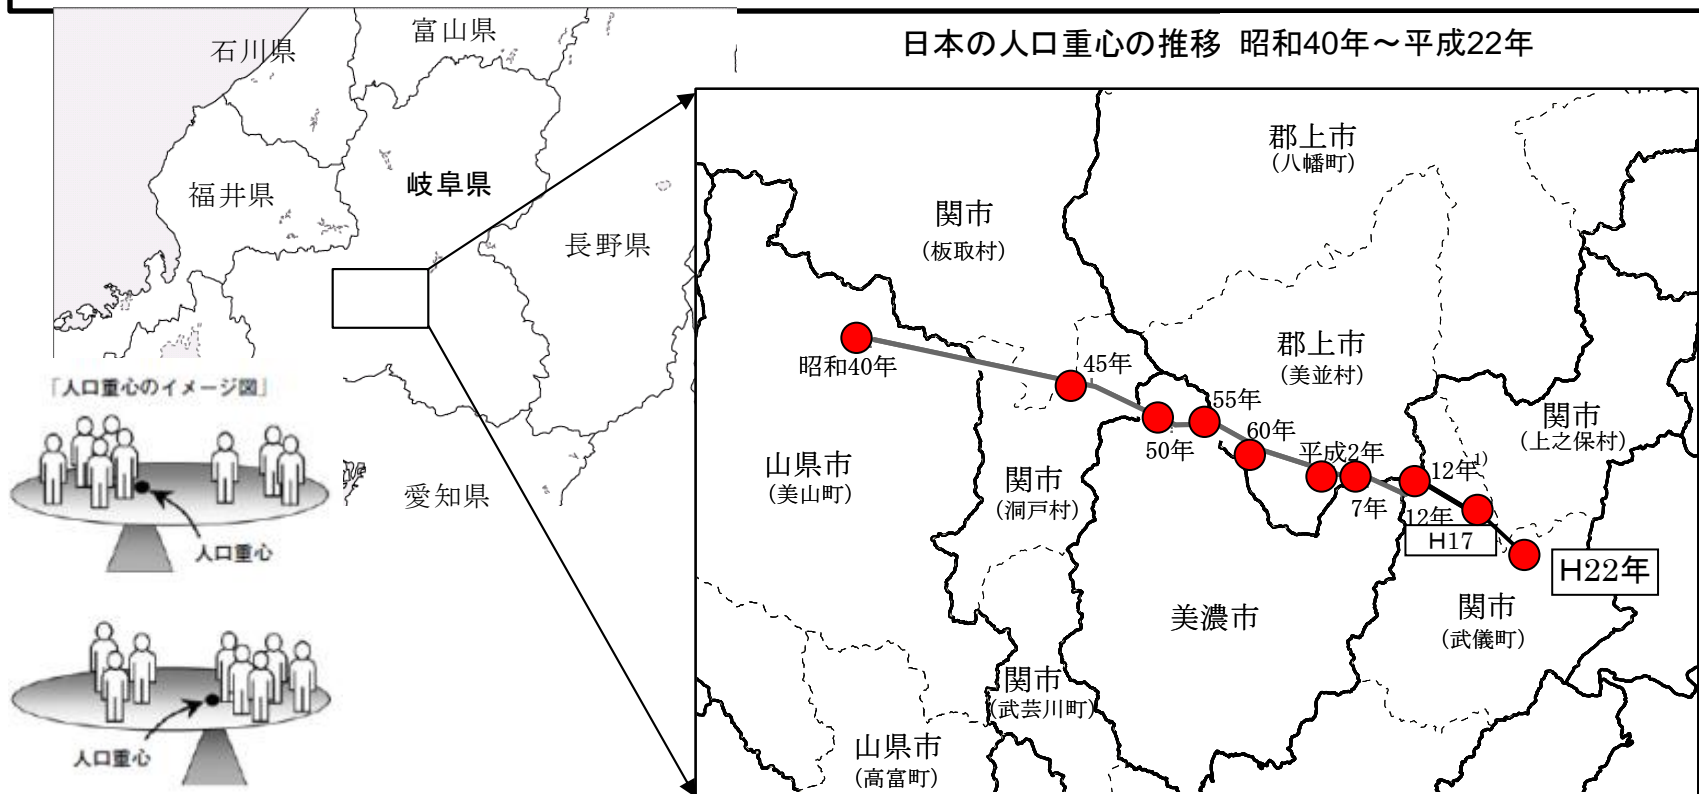 日本の人口重心の推移 昭和40年～平成22年
石川県
富山県
福井県
岐阜県
長野県
愛知県
「人口重心のイメージ図」
人口重心
人口重心
郡上市
(八幡町)
関市
(板取村)
昭和40年
45年
郡上市
(美並村)
50年
55年
60年
平成2年
7年
12年1)
12年
H17
H22年
関市
(上之保村)
山県市
(美山町)
関市
(洞戸村)
美濃市
関市
(武儀町)
関市
(武芸川町)
山県市
(高富町)